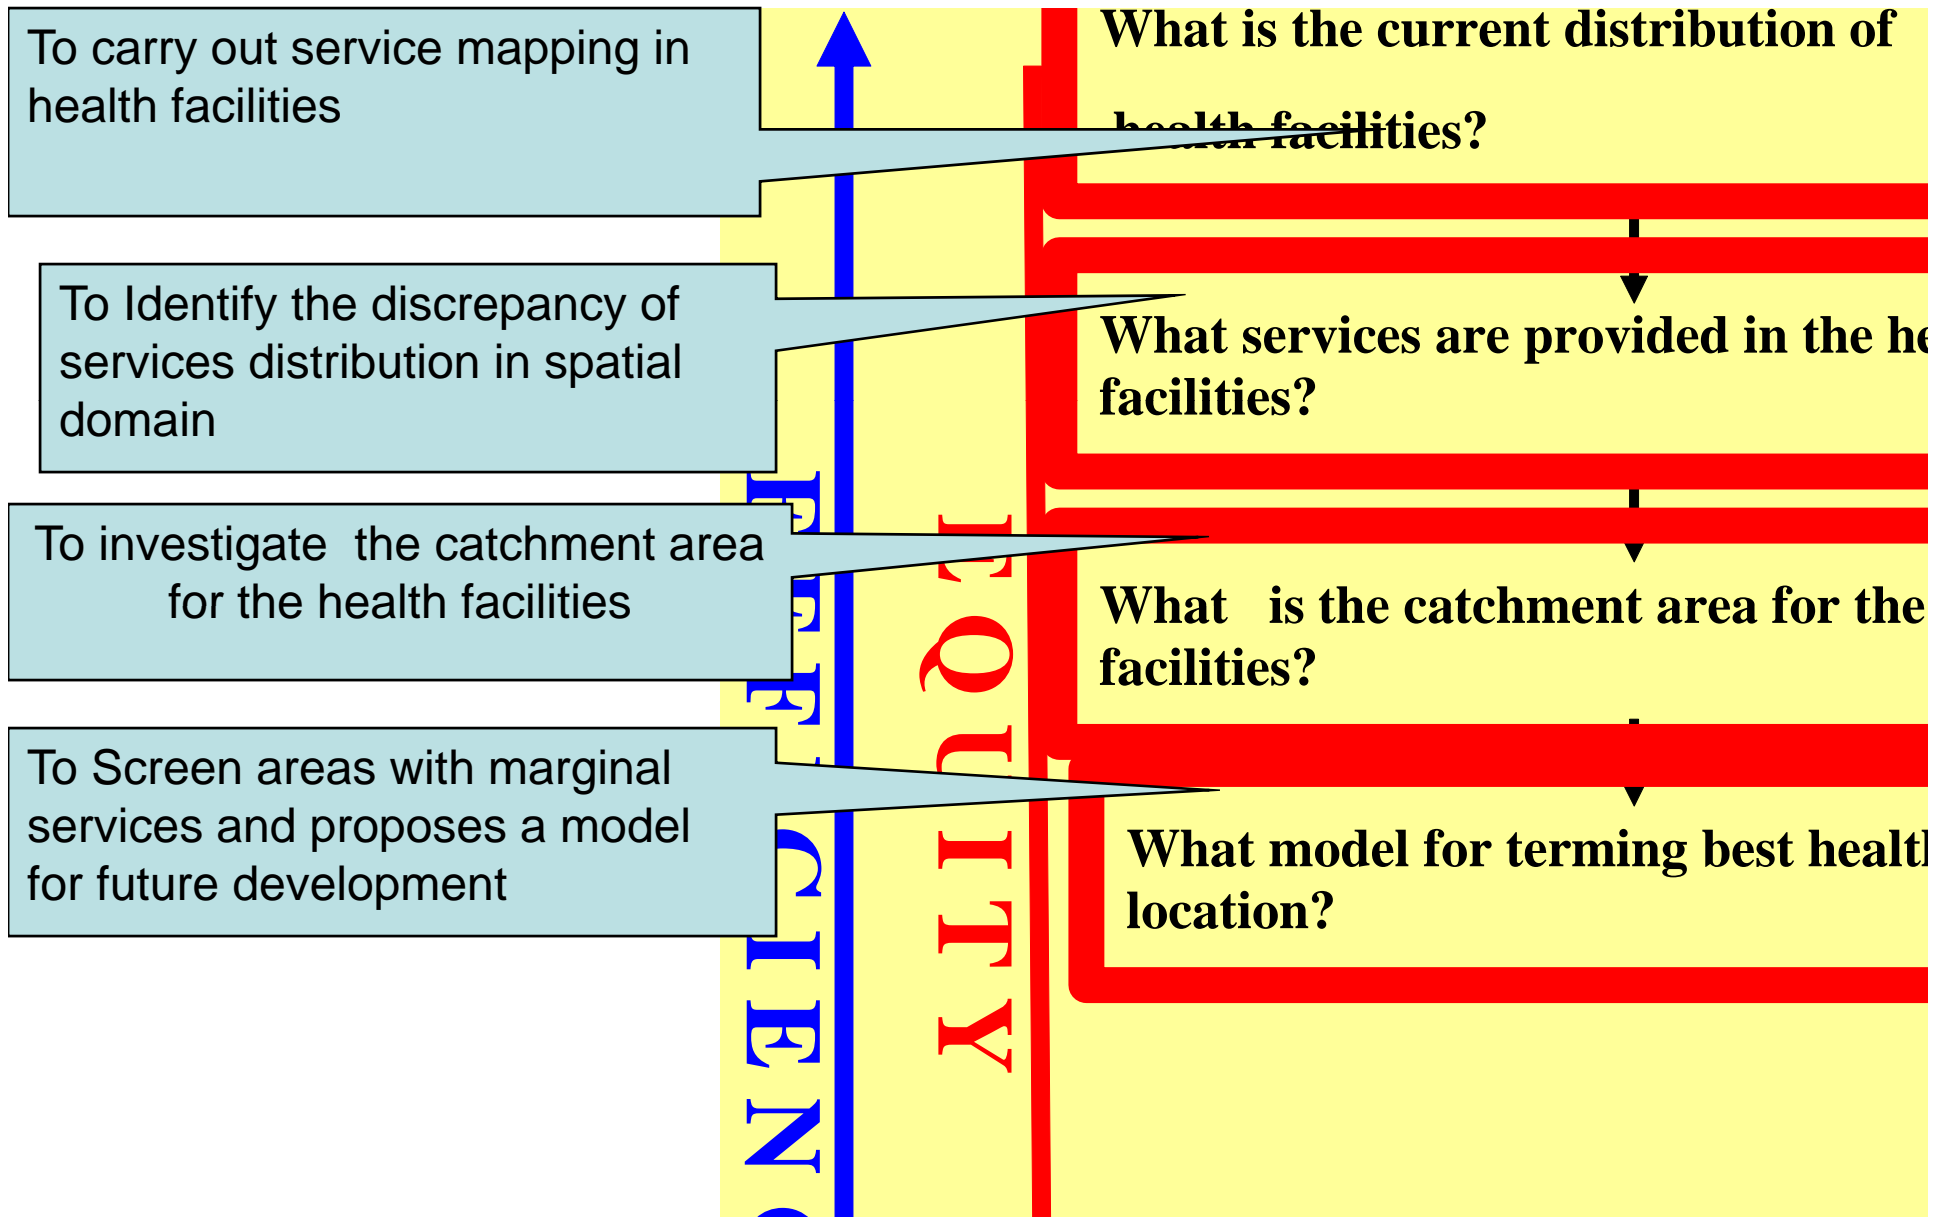 To carry out service mapping in
health facilities
To Identify the discrepancy of
services distribution in spatial
domain
To investigate  the catchment area
for the health facilities
To Screen areas with marginal
services and proposes a model
for future development
EQUITY
What is the current distribution of
health facilities?
What services are provided in the
facilities?
What   is the catchment area for the
facilities?
What model for terming best health
location?